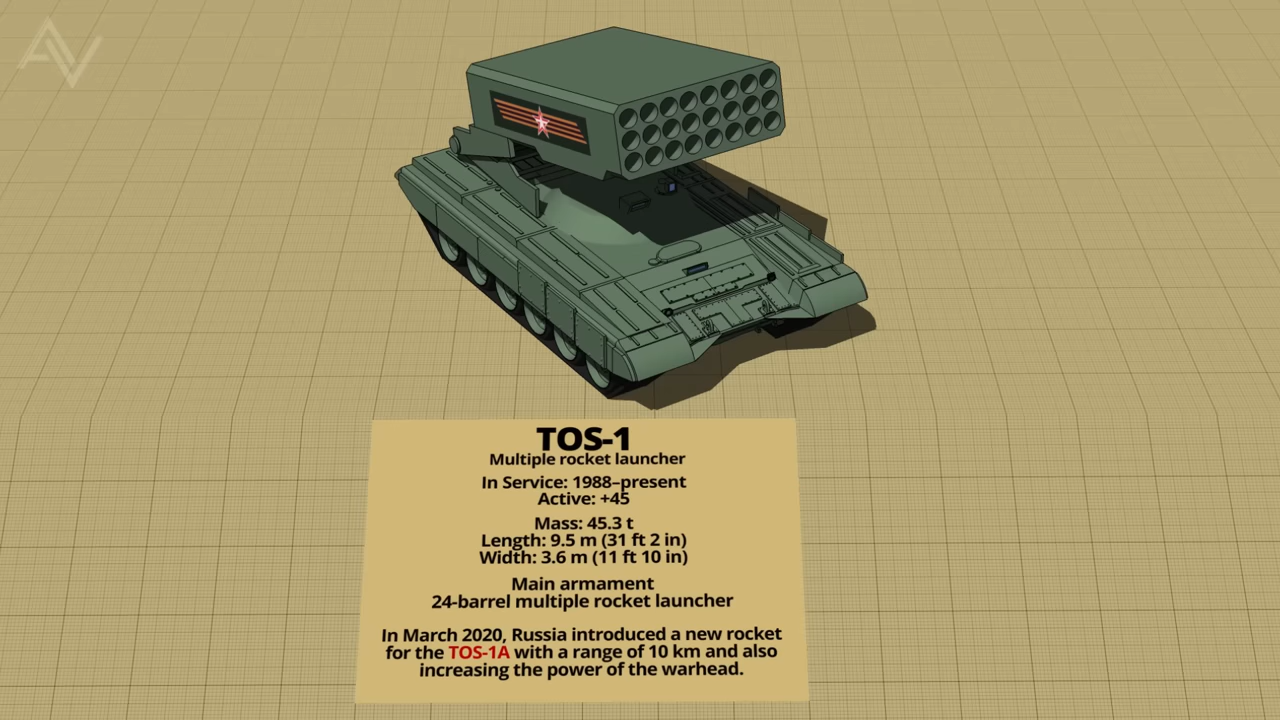 AV
TOS-1
Multiple rocket launcher
In Service: 1988–present
Active: +45
Mass: 45.3 t
Length: 9.5 m (31 ft 2 in)
Width: 3.6 m (11 ft 10 in)
Main armament
24-barrel multiple rocket launcher
In March 2020, Russia introduced a new rocket
for the TOS-1A with a range of 10 km and also
increasing the power of the warhead.